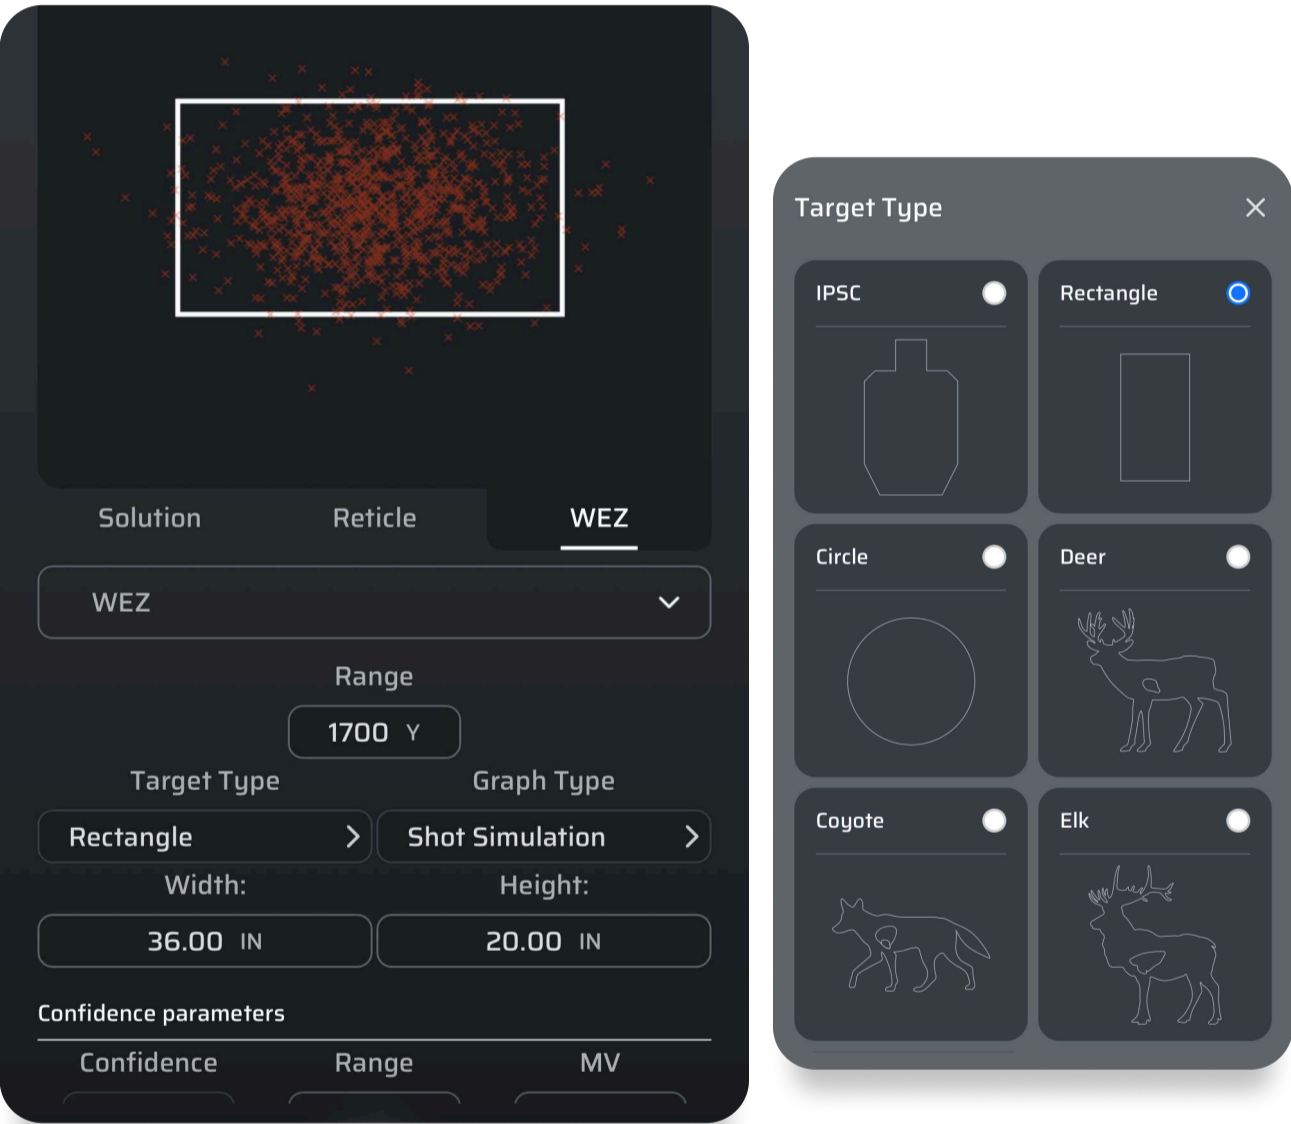 Solution Reticle WEZ
WEZ
Range
1700 Y
Target Type Graph Type
Rectangle Shot Simulation
Width: Height:
36.00 IN 20.00 IN
Confidence parameters
Confidence Range MV
Target Type
IPSC Rectangle
Circle Deer
Coyote Elk